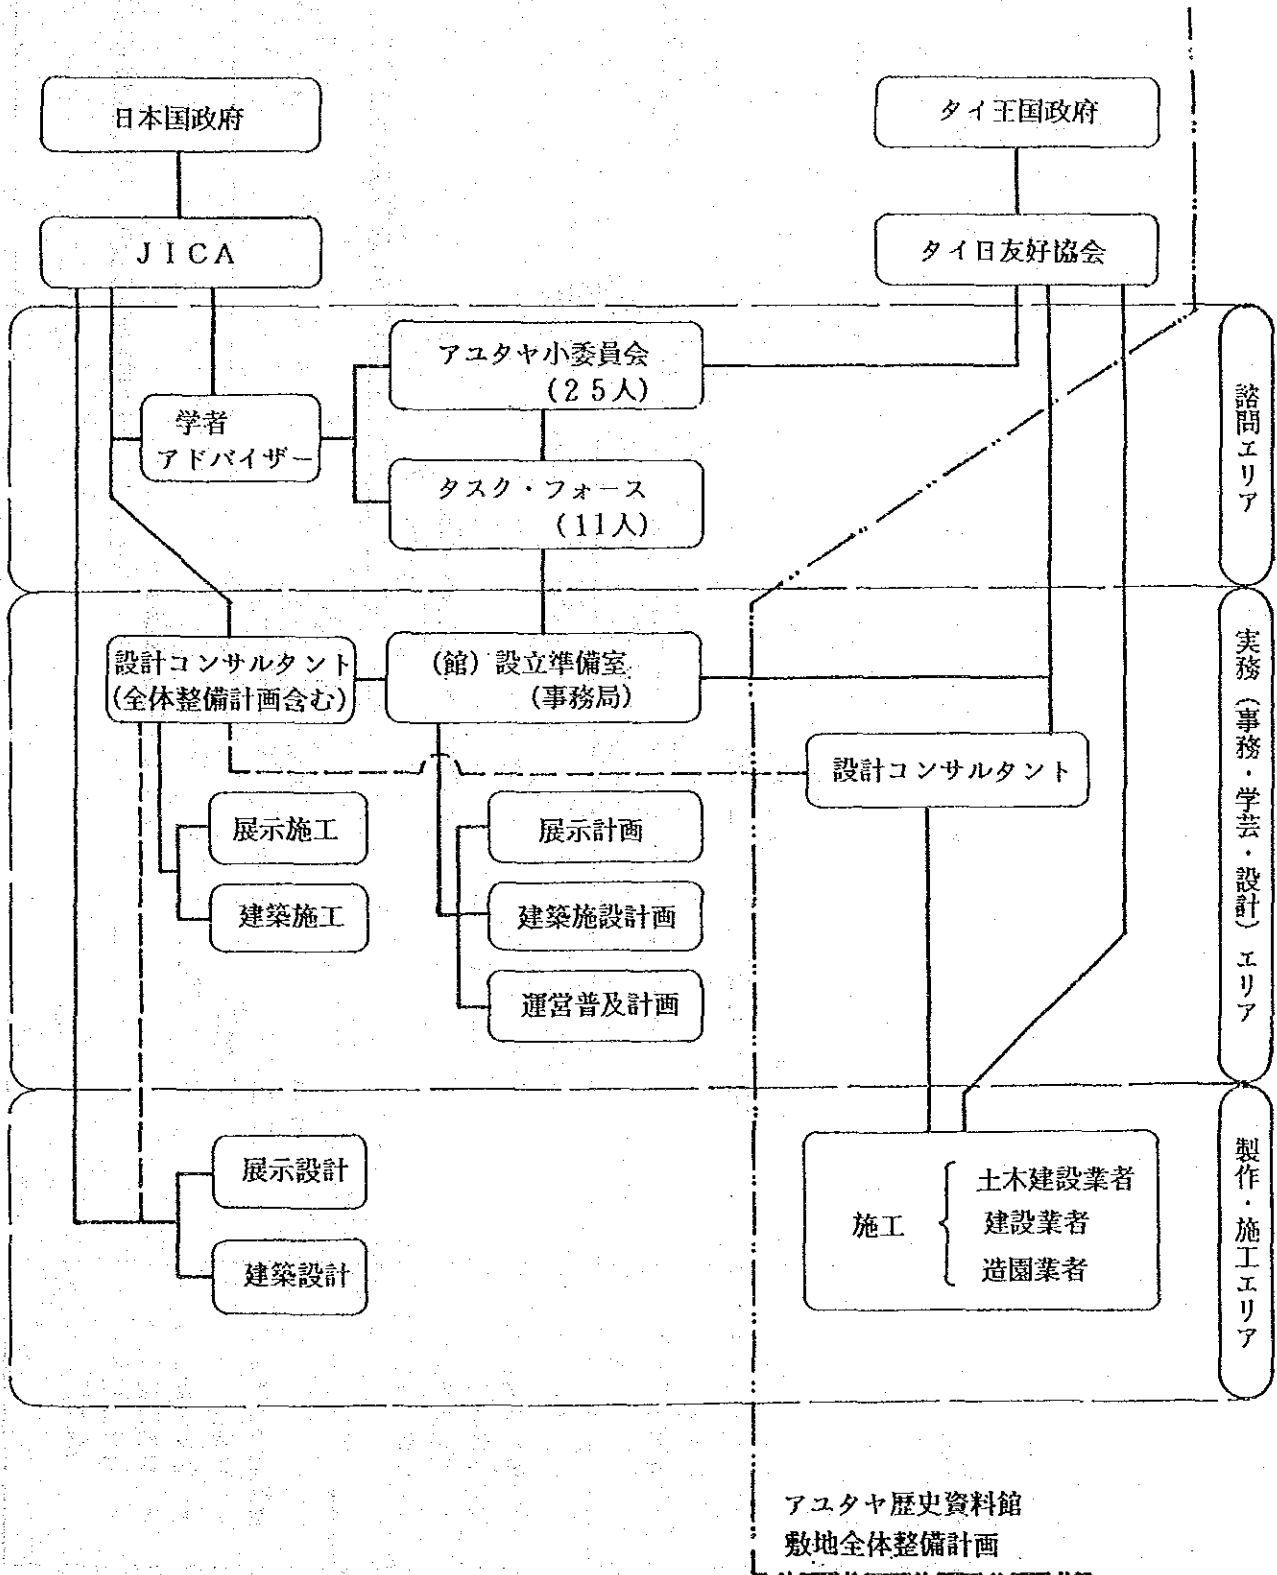 日本国政府
タイ王国政府
JICA
タイ日友好協会
アユタヤ小委員会
(25人)
学者
アドバイザー
タスク・フォース
(11人)
諮問エリア
設計コンサルタント
(全体整備計画含む)
(館)設立準備室
(事務局)
設計コンサルタント
展示施工
建築施工
展示計画
建築施設計画
運営普及計画
実務(事務・学芸・設計)エリア
展示設計
建築設計
施工
土木建設業者
建設業者
造園業者
製作・施工エリア
アユタヤ歴史資料館
敷地全体整備計画